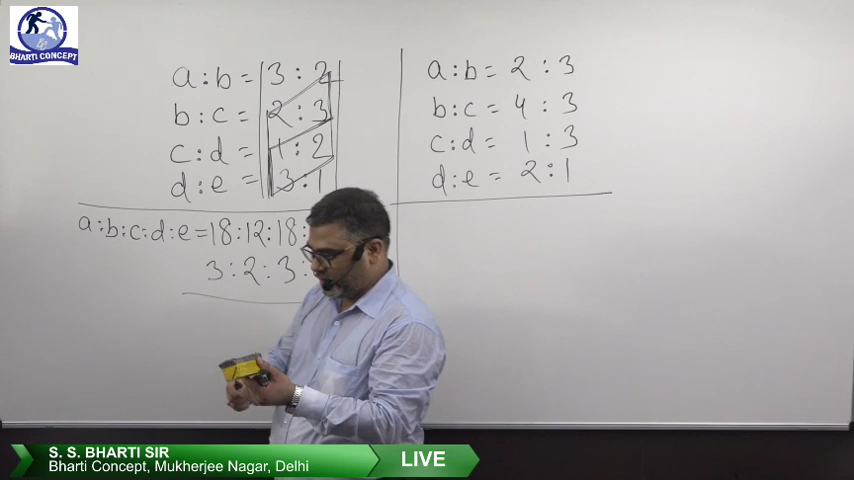 BHARTI CONCEPT
a:b = 3 : 2
b:c = 2 : 3
c:d = 1 : 2
d:e = 3 : 1
a:b:c:d:e=18:12:18:
3 : 2 : 3 :
a:b= 2 : 3
b:c= 4 : 3
c:d= 1 : 3
d:e= 2 : 1
S. S. BHARTI SIR
Bharti Concept, Mukherjee Nagar, Delhi
LIVE